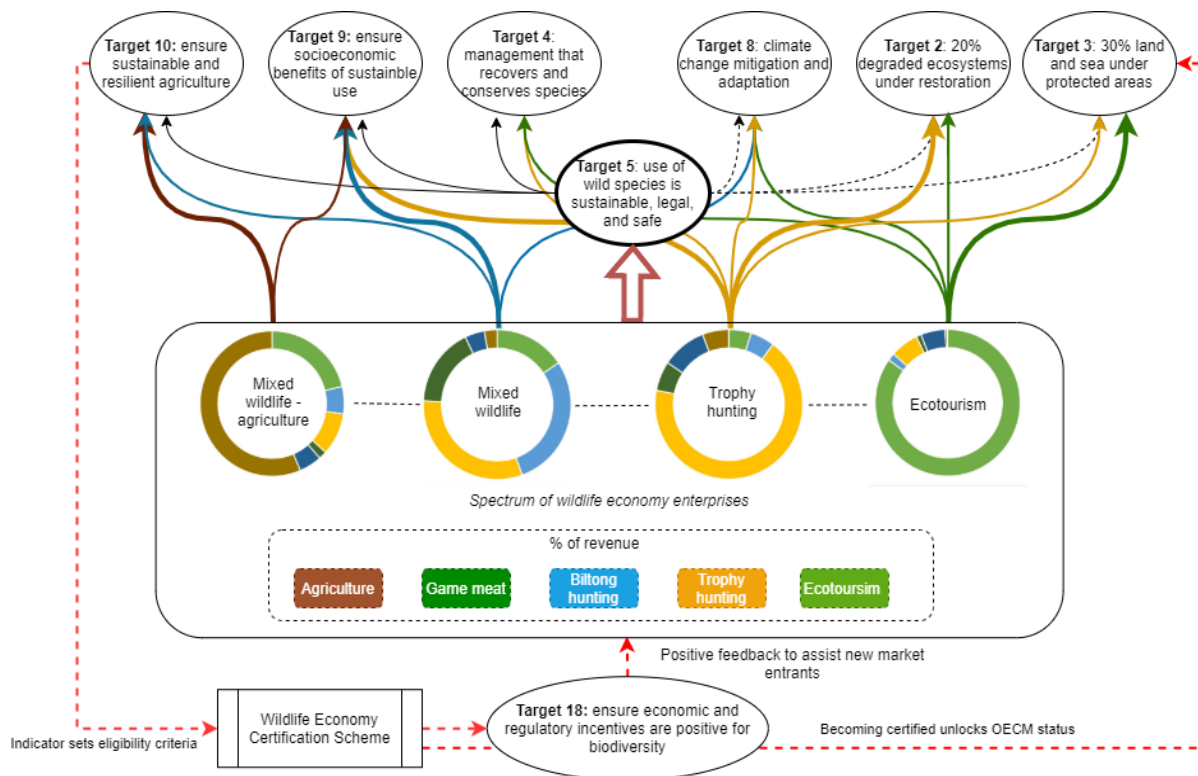 Target 10: ensure
sustainable and
resilient agriculture
Target 9: ensure
socioeconomic
benefits of sustainble
use
Target 4:
management that
recovers and
conserves species
Target 8: climate
change mitigation and
adaptation
Target 2: 20%
degraded ecosystems
under restoration
Target 3: 30% land
and sea under
protected areas
Target 5: use of
wild species is
sustainable, legal,
and safe
Mixed
wildlife -
agriculture
Mixed
wildlife
Trophy
hunting
Ecotourism
Spectrum of wildlife economy enterprises
% of revenue
Agriculture
Game meat
Biltong
hunting
Trophy
hunting
Ecotoursim
Positive feedback to assist new market
entrants
Wildlife Economy
Certification Scheme
Target 18: ensure economic and
regulatory incentives are positive for
biodiversity
Indicator sets eligibility criteria
Becoming certified unlocks OECM status